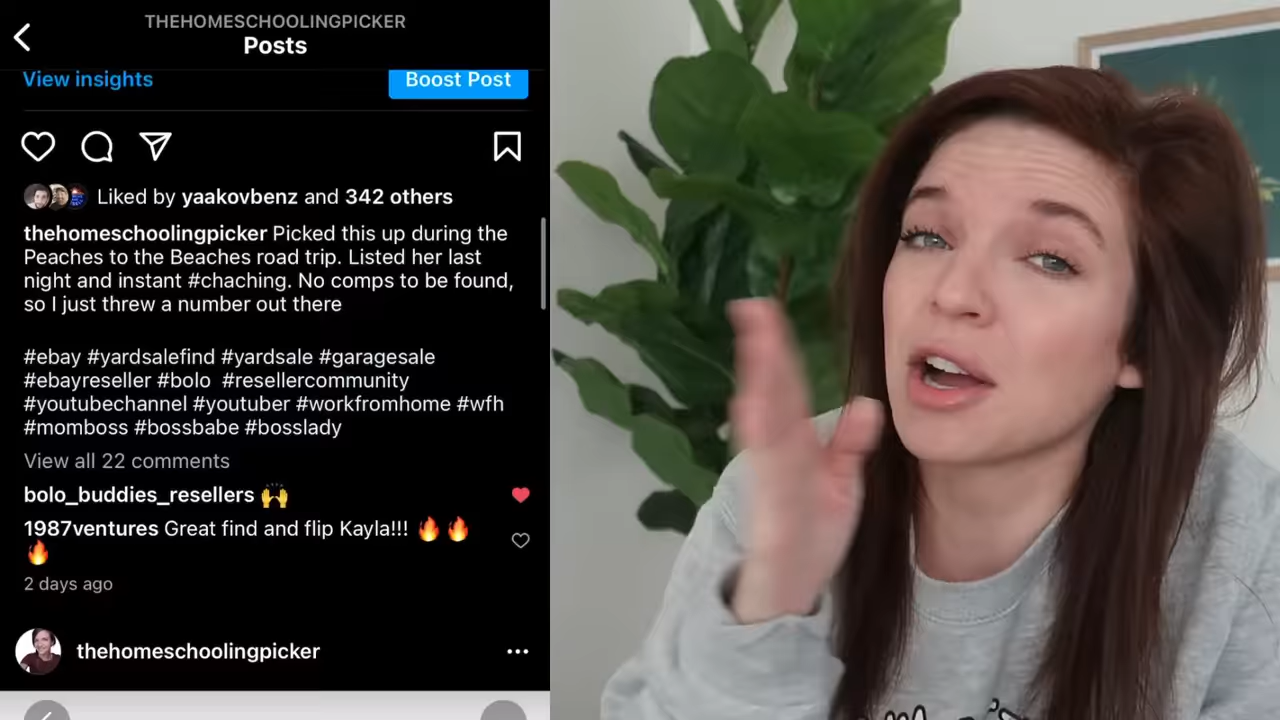 THEHOMESCHOOLINGPICKER
Posts
View insights
Boost Post
Liked by yaakovbenz and 342 others
thehomeschoolingpicker Picked this up during the
Peaches to the Beaches road trip. Listed her last
night and instant #chaching. No comps to be found,
so I just threw a number out there
#ebay #yardsalefind #yardsale #garagesale
#ebayreseller #bolo #resellercommunity
#youtubechannel #youtuber #workfromhome #wfh
#momboss #bossbabe #bosslady
View all 22 comments
bolo_buddies_resellers 🙌
1987ventures Great find and flip Kayla!!! 🔥🔥
🔥
2 days ago
thehomeschoolingpicker